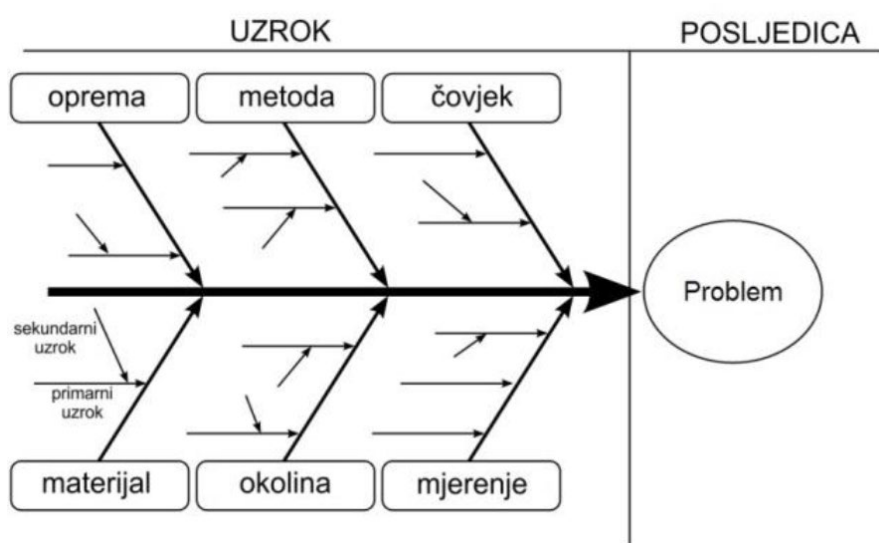 UZROK
POSLJEDICA
oprema
metoda
čovjek
Problem
sekundarni
uzrok
primarni
uzrok
materijal
okolina
mjerenje